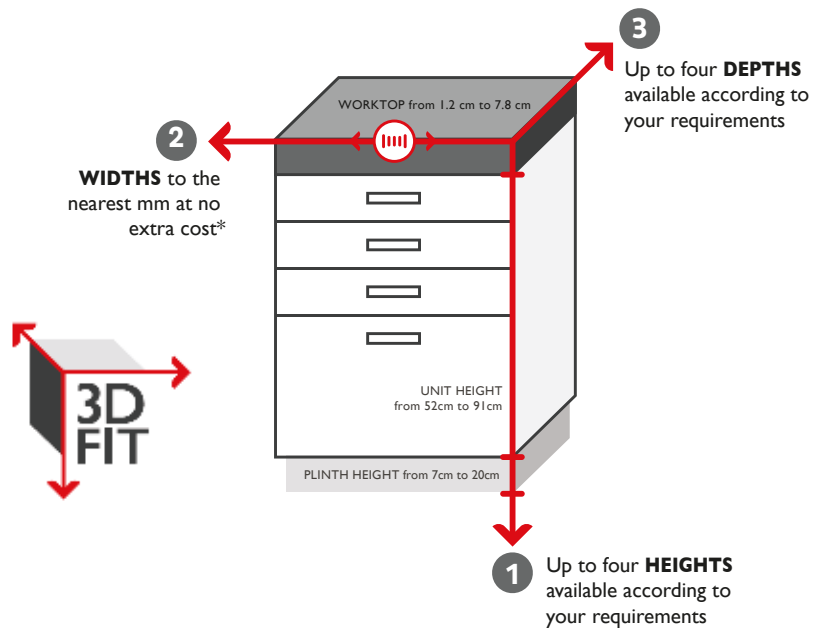 3
Up to four DEPTHS
available according to
your requirements
WORKTOP from 1.2 cm to 7.8 cm
2
WIDTHS to the
nearest mm at no
extra cost*
3D
FIT
UNIT HEIGHT
from 52cm to 91cm
PLINTH HEIGHT from 7cm to 20cm
1
Up to four HEIGHTS
available according to
your requirements